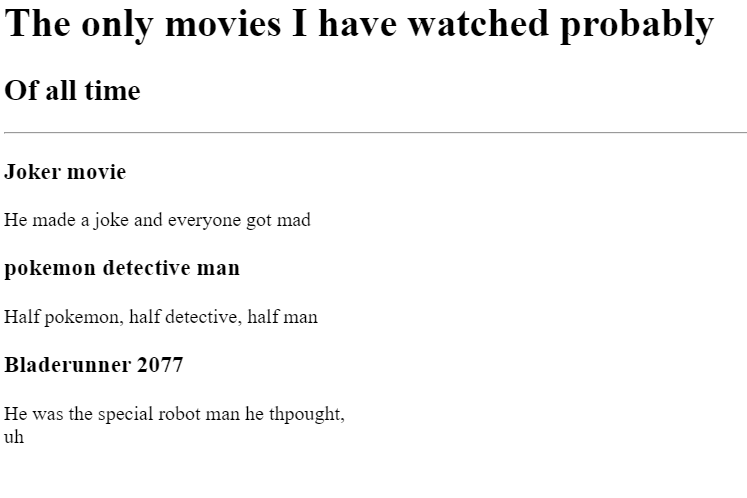 The only movies I have watched probably
Of all time
Joker movie
He made a joke and everyone got mad
pokemon detective man
Half pokemon, half detective, half man
Bladerunner 2077
He was the special robot man he thpought,
uh